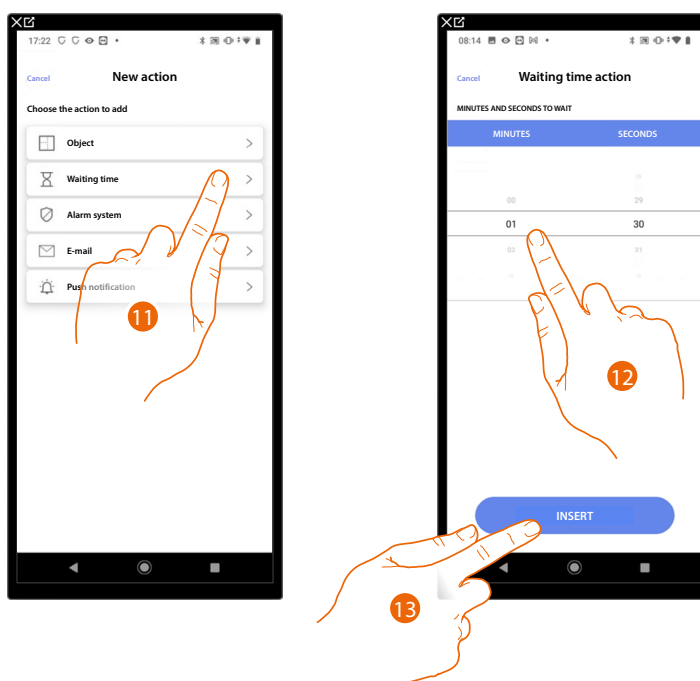 17:22
Cancel
New action
Choose the action to add
Object
Waiting time
Alarm system
E-mail
Push notification
11
08:14
Cancel
Waiting time action
MINUTES AND SECONDS TO WAIT
MINUTES SECONDS
00 29
01 30
02 31
12
INSERT
13